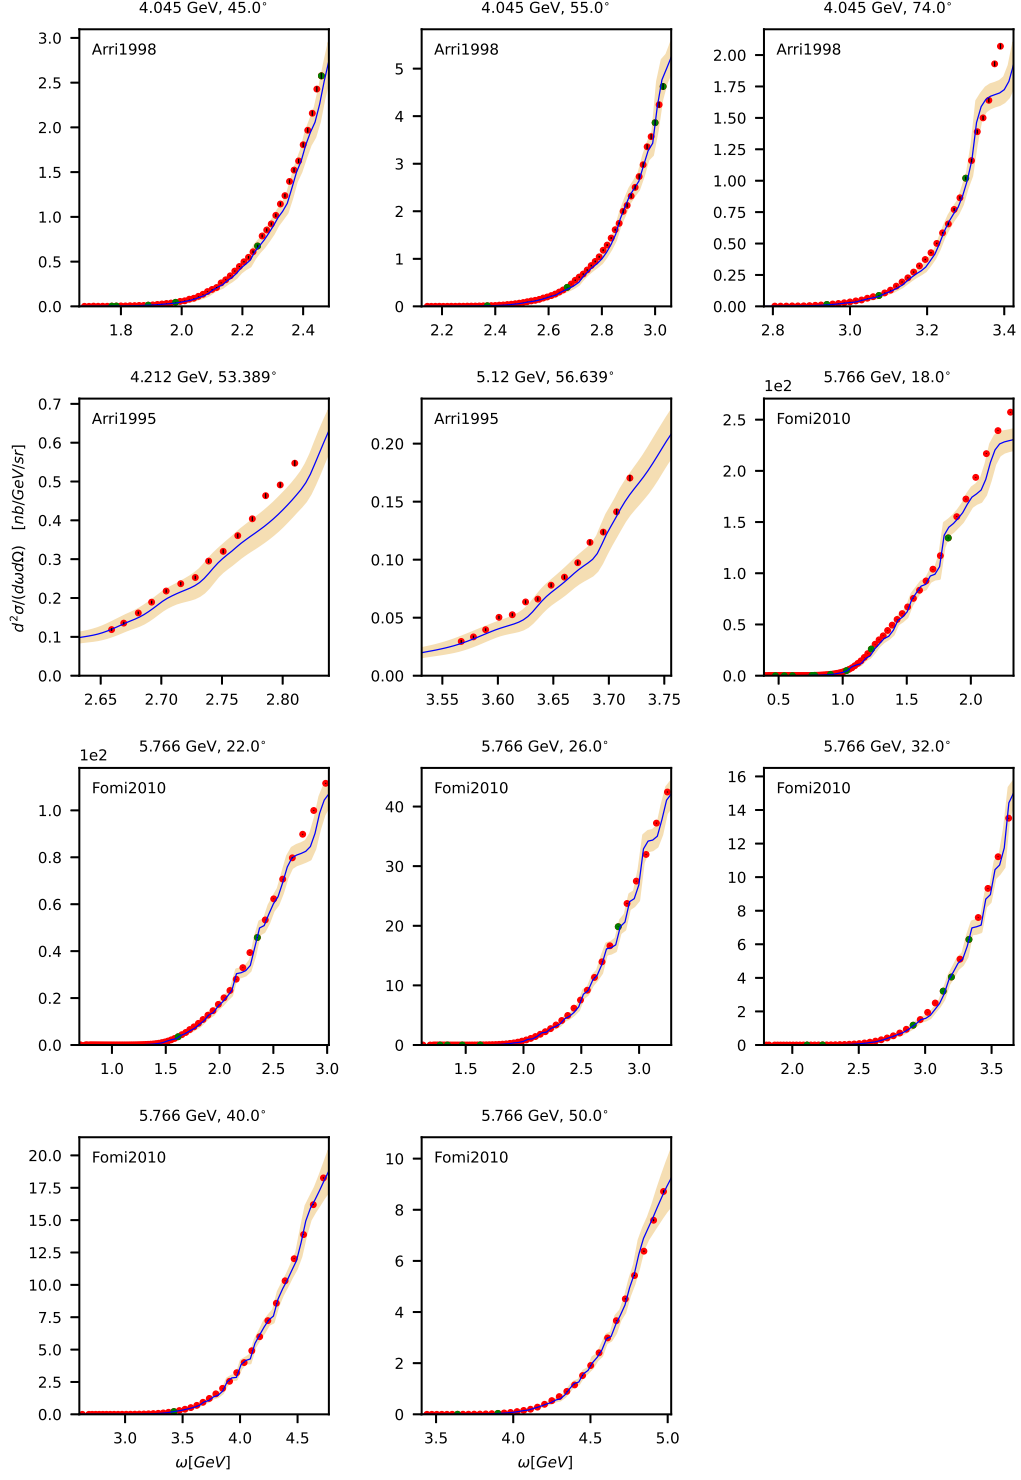 4.045 GeV, 45.0°
4.045 GeV, 55.0°
4.045 GeV, 74.0°
Arri1998
3.0
2.5
2.0
1.5
1.0
0.5
0.0
1.8 2.0 2.2 2.4
Arri1998
5
4
3
2
1
0
2.2 2.4 2.6 2.8 3.0
Arri1998
2.00
1.75
1.50
1.25
1.00
0.75
0.50
0.25
0.00
2.8 3.0 3.2 3.4
4.212 GeV, 53.389°
5.12 GeV, 56.639°
5.766 GeV, 18.0°
d²σ/(dωdΩ) [nb/GeV/sr]
Arri1995
0.7
0.6
0.5
0.4
0.3
0.2
0.1
0.0
2.65 2.70 2.75 2.80
Arri1995
0.20
0.15
0.10
0.05
0.00
3.55 3.60 3.65 3.70 3.75
1e2
Fomi2010
2.5
2.0
1.5
1.0
0.5
0.0
0.5 1.0 1.5 2.0
5.766 GeV, 22.0°
5.766 GeV, 26.0°
5.766 GeV, 32.0°
1e2
Fomi2010
1.0
0.8
0.6
0.4
0.2
0.0
1.0 1.5 2.0 2.5 3.0
Fomi2010
40
30
20
10
0
1.5 2.0 2.5 3.0
Fomi2010
16
14
12
10
8
6
4
2
0
2.0 2.5 3.0 3.5
5.766 GeV, 40.0°
5.766 GeV, 50.0°
Fomi2010
20.0
17.5
15.0
12.5
10.0
7.5
5.0
2.5
0.0
3.0 3.5 4.0 4.5
ω[GeV]
Fomi2010
10
8
6
4
2
0
3.5 4.0 4.5 5.0
ω[GeV]